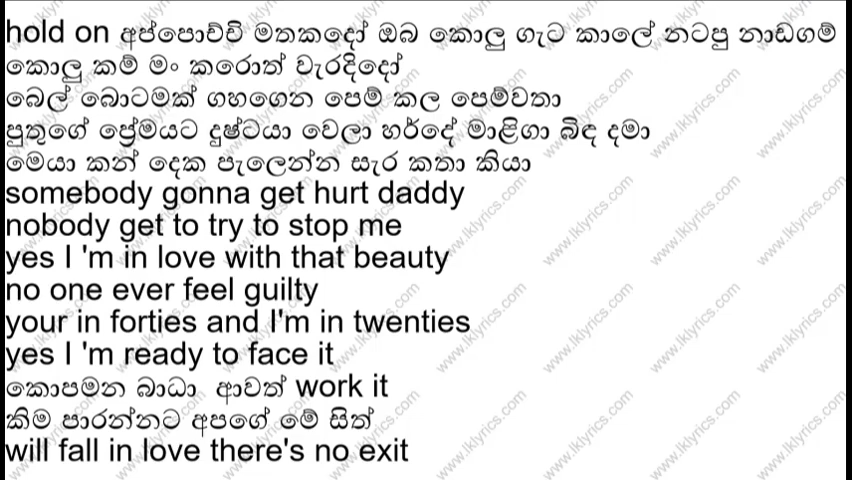 hold on අප්පොච්චි මතකදෝ ඔබ කොලු ගැට කාලේ නටපු නාඩගම්
කොලු කම් මං කරොත් වැරදිදෝ
බෙල් බොටමක් ගහගෙන පෙම් කල පෙම්වතා
පුතුගේ ප්‍රේමයට දුෂ්ටයා වෙලා හර්දේ මාළිගා බිඳ දමා
මෙයා කන් දෙක පැලෙන්න සැර කතා කියා
somebody gonna get hurt daddy
nobody get to try to stop me
yes I 'm in love with that beauty
no one ever feel guilty
your in forties and I'm in twenties
yes I 'm ready to face it
කොපමන බාධා ආවත් work it
කිම පාරන්නට අපගේ මේ සිත්
will fall in love there's no exit
www.lklyrics.com